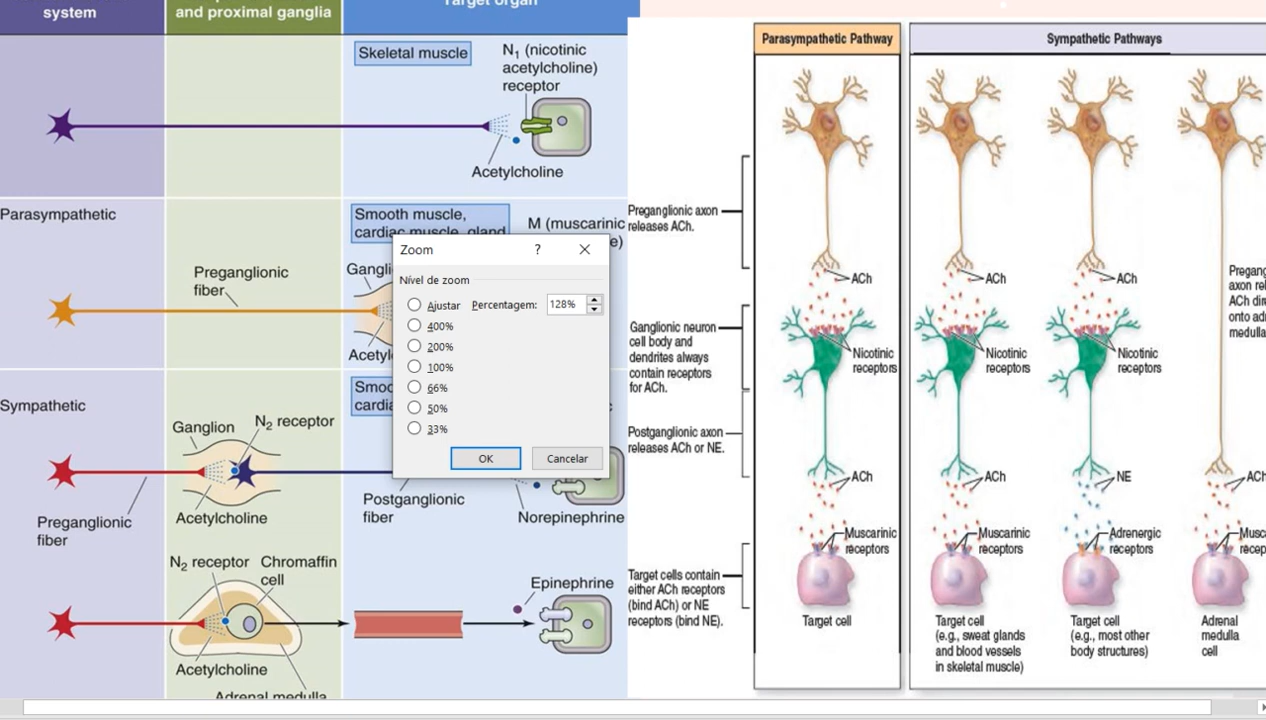 system
and proximal ganglia
Target organ
Skeletal muscle
N1 (nicotinic
acetylcholine)
receptor
Acetylcholine
Parasympathetic
Smooth muscle,
cardiac muscle, gland
M (muscarinic
Preganglionic
fiber
Sympathetic
Ganglion
N2 receptor
Acetylcholine
Preganglionic
fiber
Postganglionic
fiber
Norepinephrine
N2 receptor
Chromaffin
cell
Epinephrine
Acetylcholine
Adrenal medulla
Zoom
?
Nível de zoom
Ajustar
Percentagem:
128%
400%
200%
100%
66%
50%
33%
OK
Cancelar
Parasympathetic Pathway
Sympathetic Pathways
Preganglionic axon
releases ACh.
ACh
ACh
ACh
Ganglionic neuron
cell body and
dendrites always
contain receptors
for ACh.
Nicotinic
receptors
Nicotinic
receptors
Nicotinic
receptors
Postganglionic axon
releases ACh or NE.
ACh
ACh
NE
ACh
Muscarinic
receptors
Muscarinic
receptors
Adrenergic
receptors
Target cells contain
either ACh receptors
(bind ACh) or NE
receptors (bind NE).
Target cell
Target cell
(e.g., sweat glands
and blood vessels
in skeletal muscle)
Target cell
(e.g., most other
body structures)
Adrenal
medulla
cell